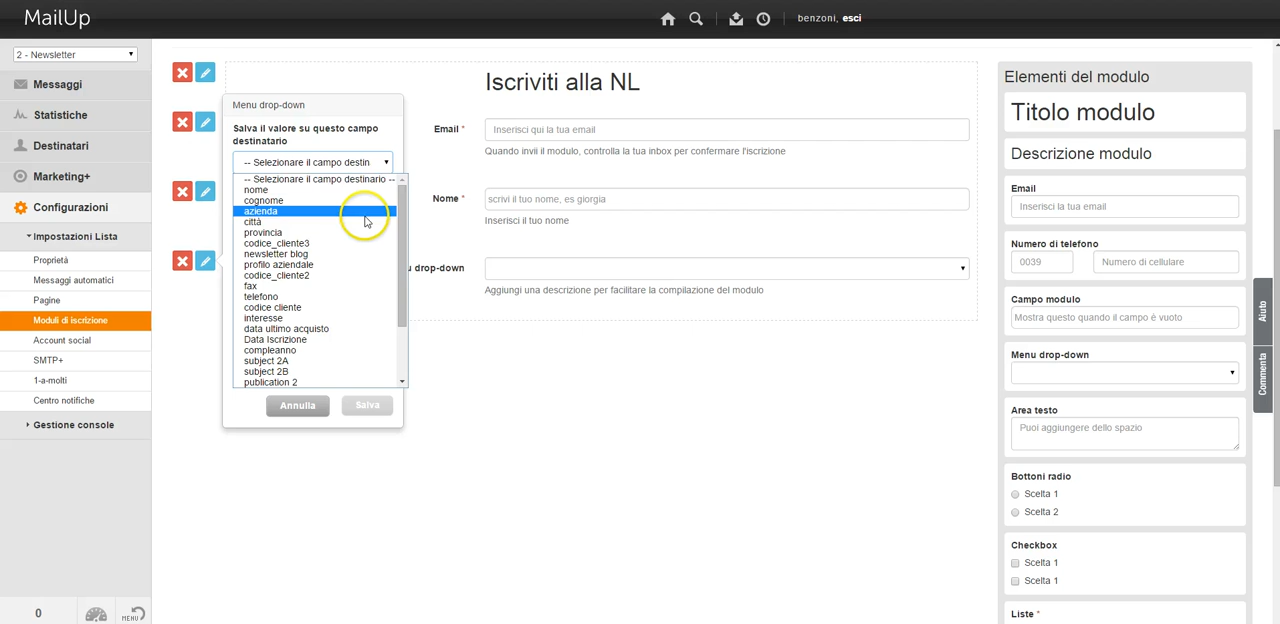 MailUp
benzoni, esci
2 - Newsletter
Messaggi
Statistiche
Destinatari
Marketing+
Configurazioni
Impostazioni Lista
Proprietà
Messaggi automatici
Pagine
Moduli di iscrizione
Account social
SMTP+
1-a-molti
Centro notifiche
Gestione console
0
MENU
Iscriviti alla NL
Email *
Inserisci qui la tua email
Quando invii il modulo, controlla la tua inbox per confermare l'iscrizione
Nome *
scrivi il tuo nome, es giorgia
Inserisci il tuo nome
u drop-down
Aggiungi una descrizione per facilitare la compilazione del modulo
Menu drop-down
Salva il valore su questo campo
destinatario
-- Selezionare il campo destin
-- Selezionare il campo destinatario --
nome
cognome
azienda
città
provincia
codice_cliente3
newsletter blog
profilo aziendale
codice_cliente2
fax
telefono
codice cliente
interesse
data ultimo acquisto
Data Iscrizione
compleanno
subject 2A
subject 2B
publication 2
Annulla
Salva
Elementi del modulo
Titolo modulo
Descrizione modulo
Email
Inserisci la tua email
Numero di telefono
0039
Numero di cellulare
Campo modulo
Mostra questo quando il campo è vuoto
Menu drop-down
Area testo
Puoi aggiungere dello spazio
Bottoni radio
Scelta 1
Scelta 2
Checkbox
Scelta 1
Scelta 1
Liste *
Aiuto
Commenta